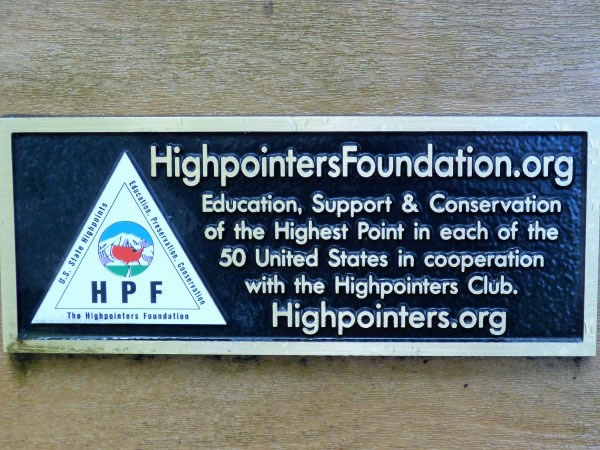 HighpointersFoundation.org
Education, Support & Conservation
of the Highest Point in each of the
50 United States in cooperation
with the Highpointers Club.
Highpointers.org
U.S. State Highpoints
Education, Preservation, Conservation
HPF
The Highpointers Foundation